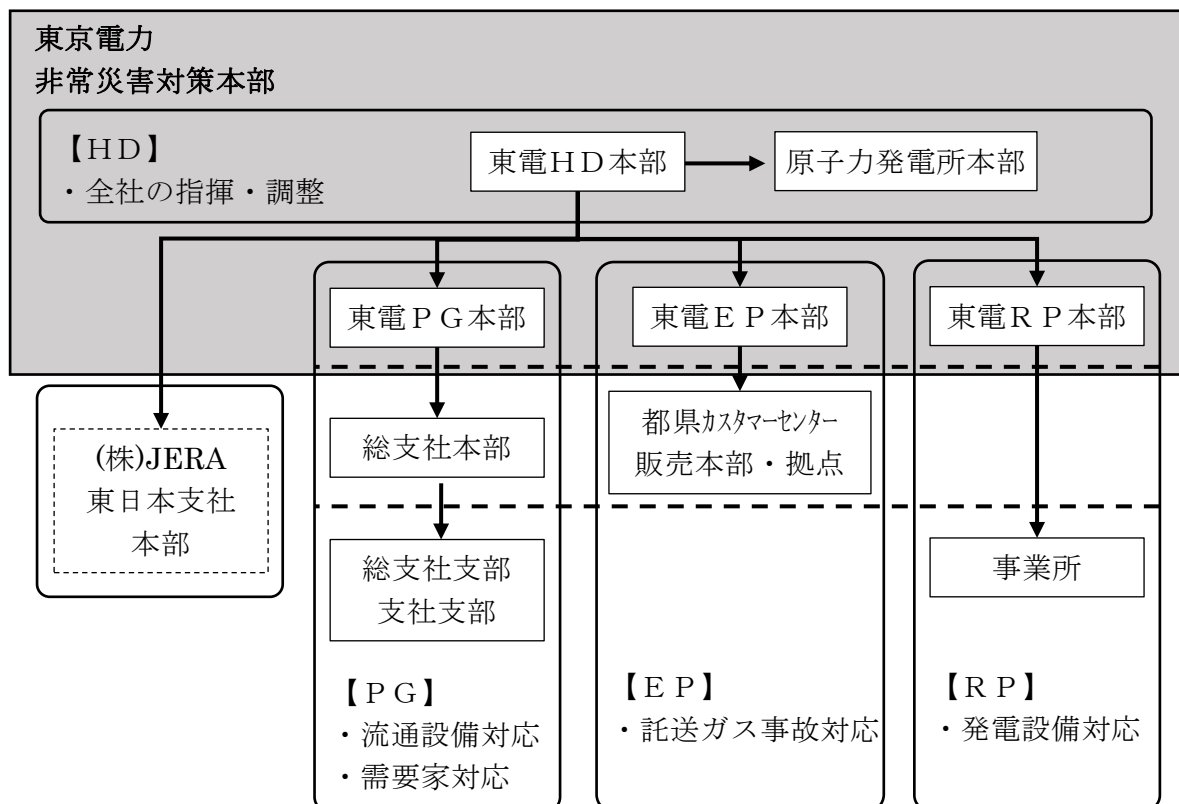 東京電力
非常災害対策本部
【ＨＤ】
・全社の指揮・調整
東電ＨＤ本部
原子力発電所本部
東電ＰＧ本部
東電ＥＰ本部
東電ＲＰ本部
(株)JERA
東日本支社
本部
総支社本部
都県ｶｽﾀﾏｰｾﾝﾀｰ
販売本部・拠点
総支社支部
支社支部
事業所
【ＰＧ】
・流通設備対応
・需要家対応
【ＥＰ】
・託送ガス事故対応
【ＲＰ】
・発電設備対応